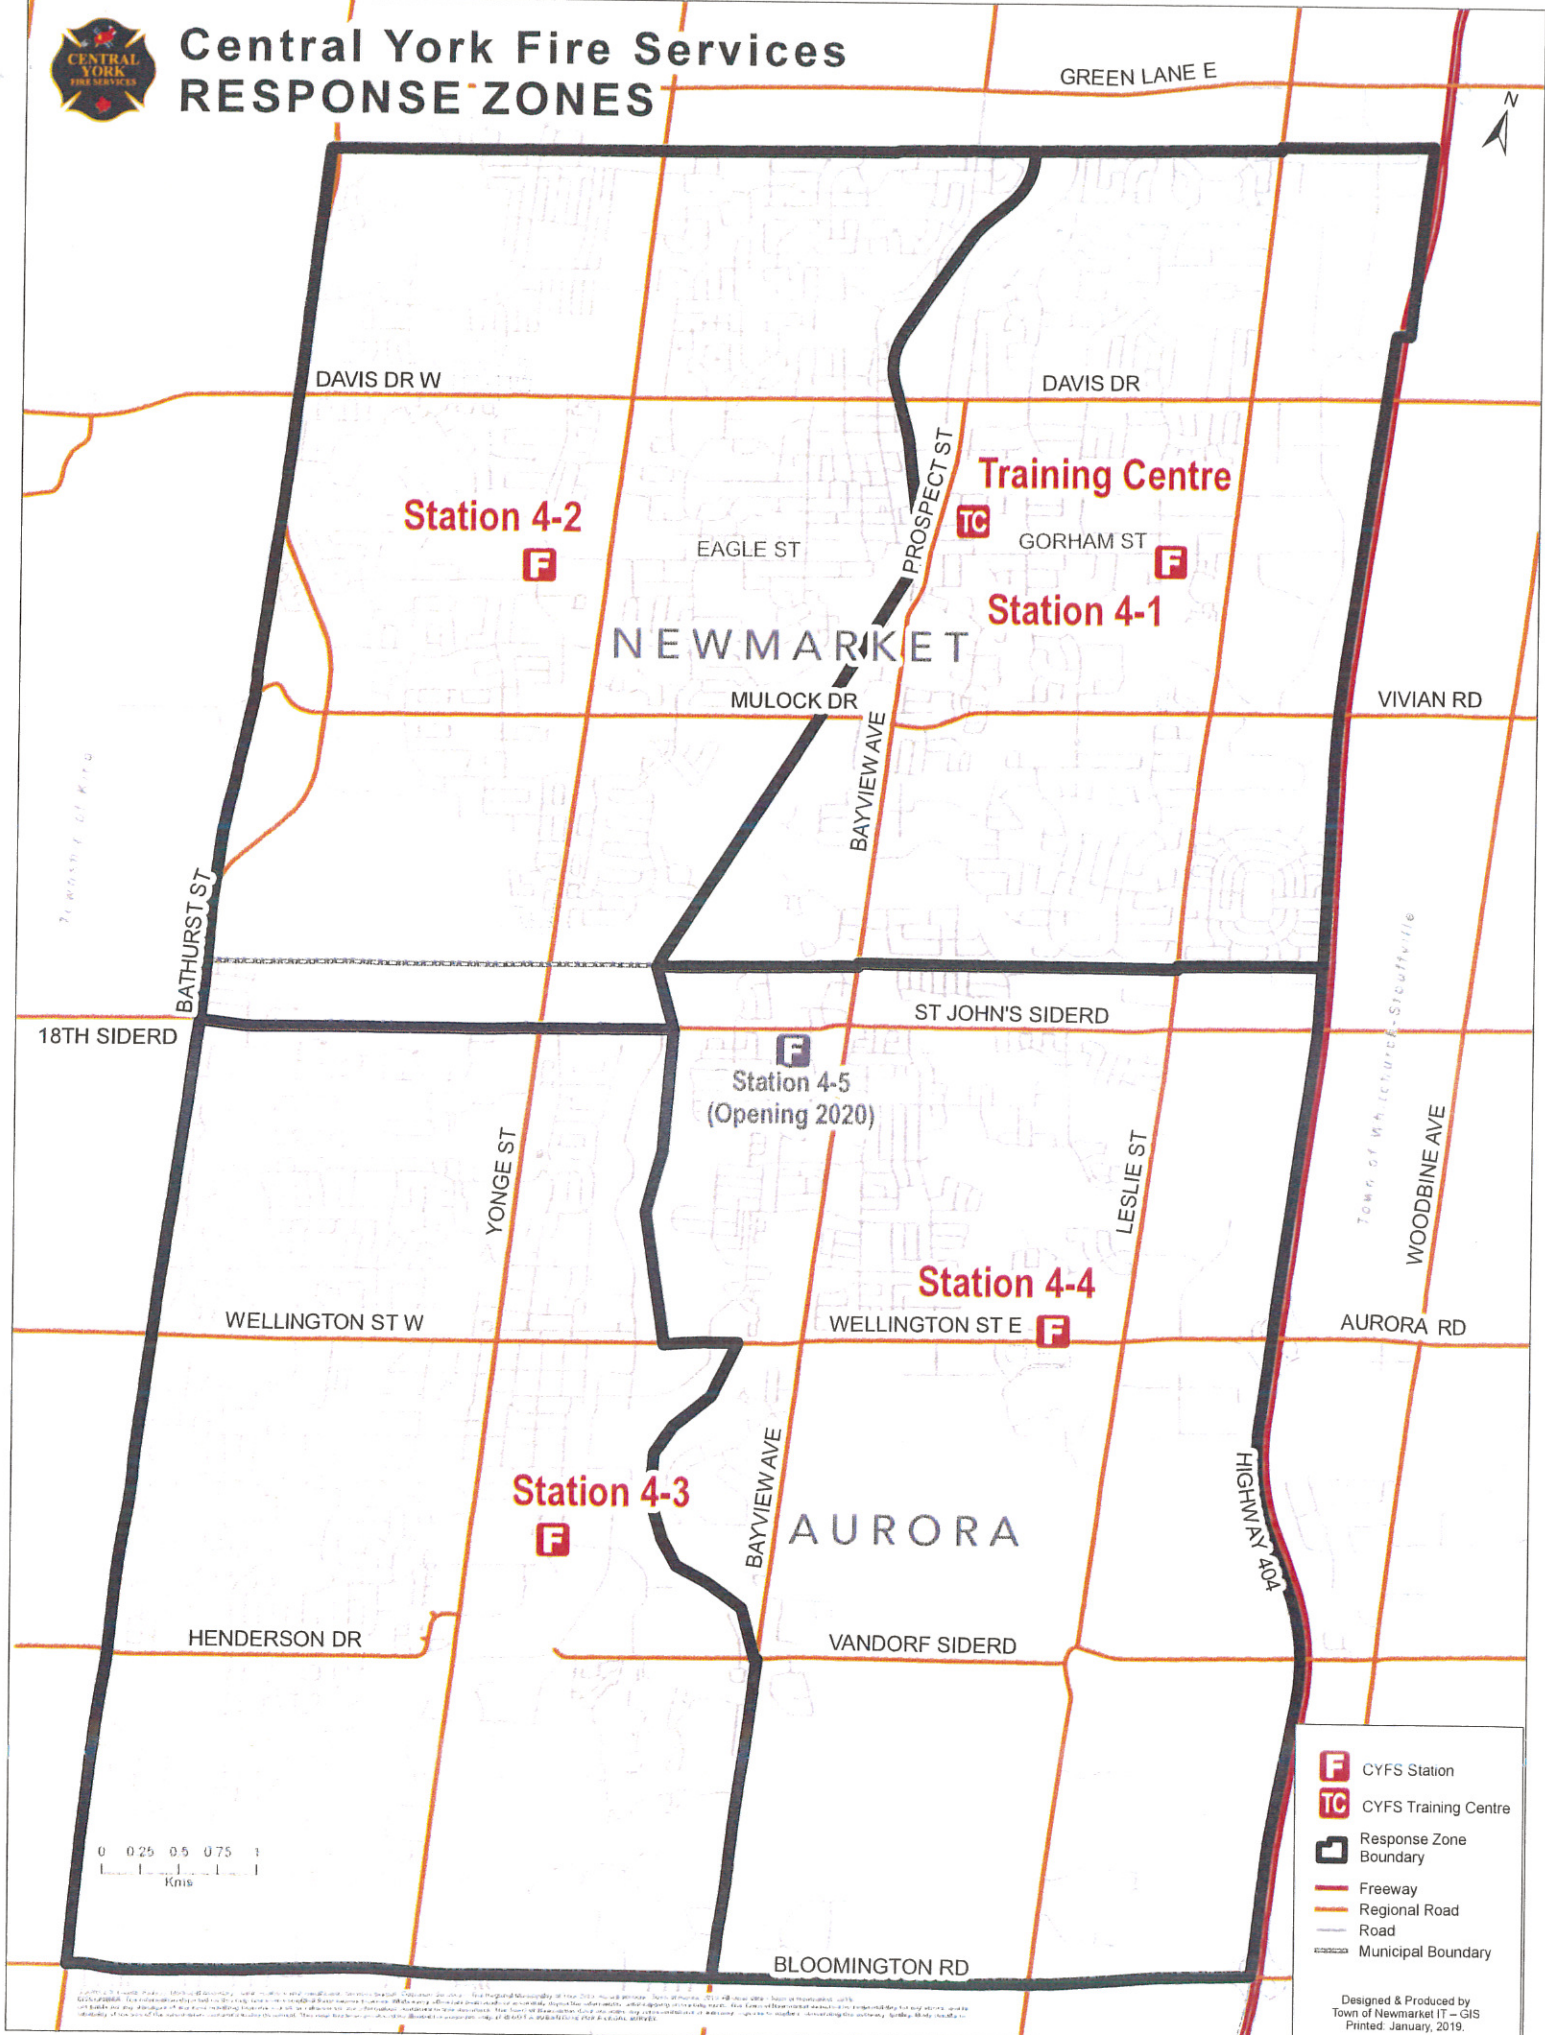 CENTRAL
YORK
FIRE SERVICES
Central York Fire Services
RESPONSE ZONES
GREEN LANE E
N
DAVIS DR W
DAVIS DR
PROSPECT ST
Training Centre
TC
Station 4-2
F
EAGLE ST
GORHAM ST
F
Station 4-1
NEWMARKET
MULOCK DR
VIVIAN RD
BAYVIEW AVE
BATHURST ST
18TH SIDERD
ST JOHN'S SIDERD
Town of Whitchurch-Stouffville
F
Station 4-5
(Opening 2020)
YONGE ST
LESLIE ST
WOODBINE AVE
Station 4-4
WELLINGTON ST W
WELLINGTON ST E
F
AURORA RD
Station 4-3
F
BAYVIEW AVE
AURORA
HIGHWAY 404
HENDERSON DR
VANDORF SIDERD
BLOOMINGTON RD
0 0.25 0.5 0.75 1
F CYFS Station
TC CYFS Training Centre
Response Zone
Boundary
Freeway
Regional Road
Road
Municipal Boundary
Designed & Produced by
Town of Newmarket IT – GIS
Printed: January, 2019.